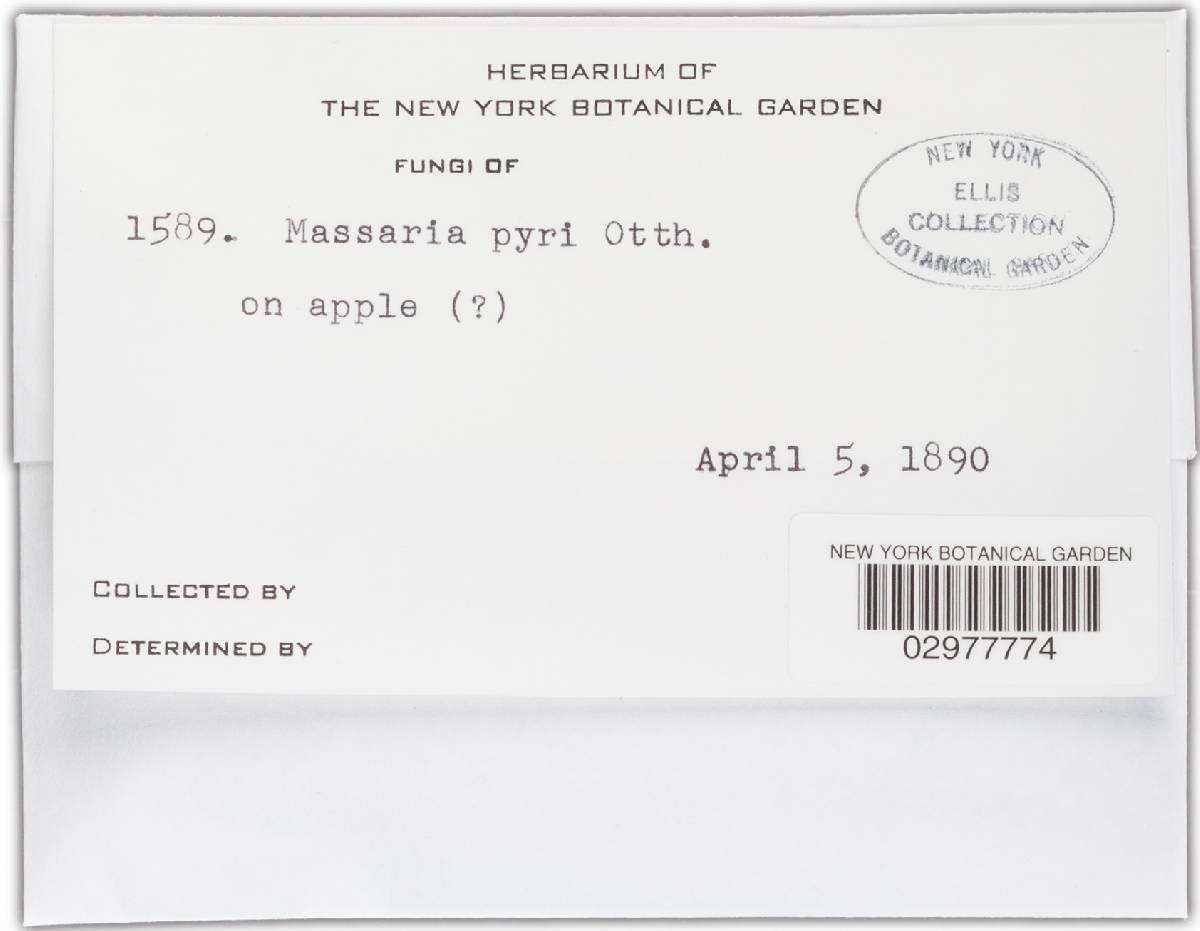 HERBARIUM OF
THE NEW YORK BOTANICAL GARDEN
FUNGI OF
1589. Massaria pyri Otth.
on apple (?)
NEW YORK
ELLIS
COLLECTION
BOTANICAL GARDEN
April 5, 1890
COLLECTED BY
DETERMINED BY
NEW YORK BOTANICAL GARDEN
02977774